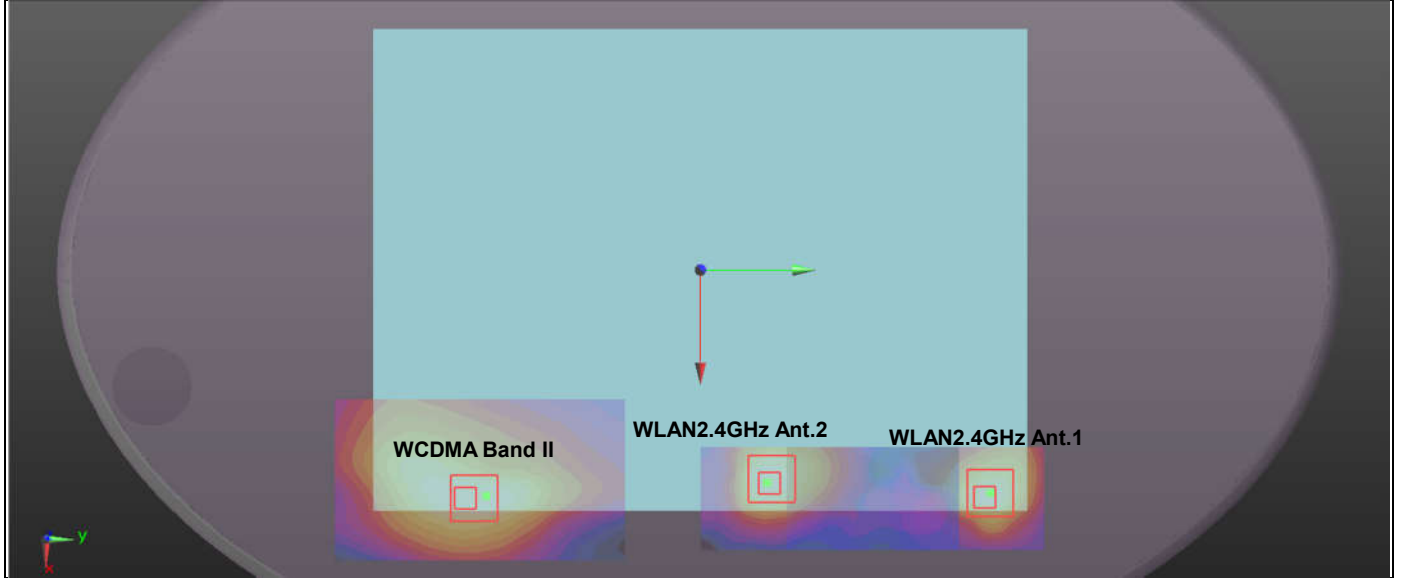 WLAN2.4GHz Ant.2
WLAN2.4GHz Ant.1
WCDMA Band II
y
x